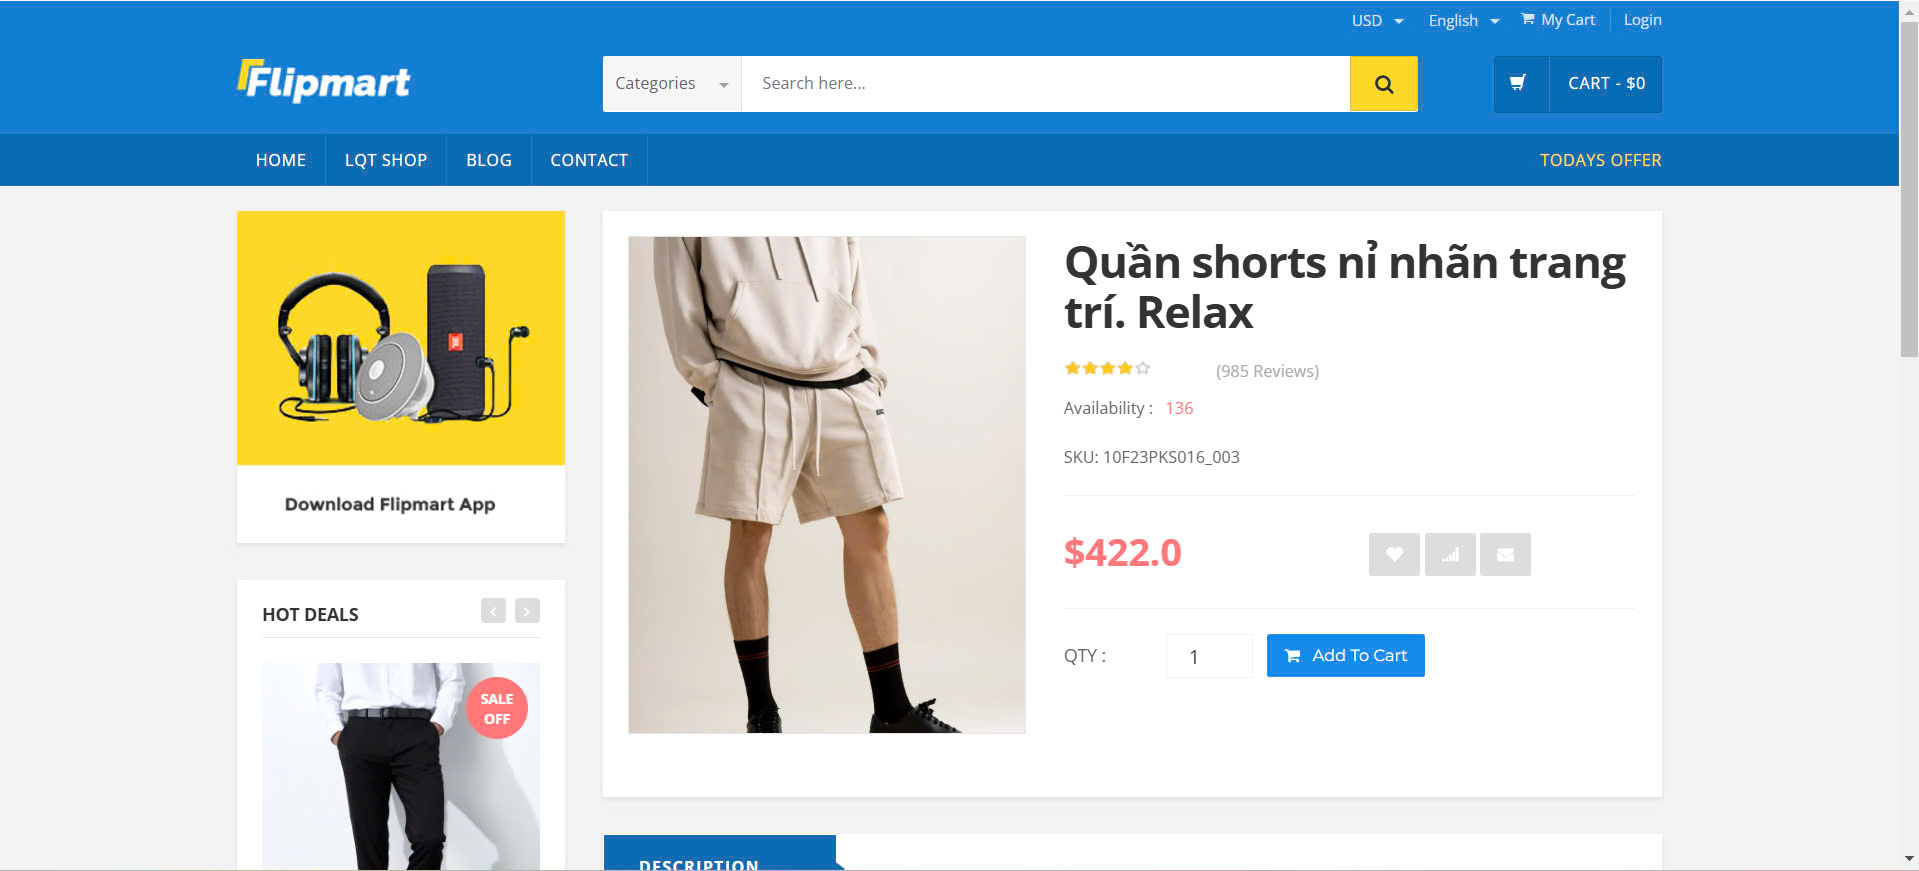 USD English My Cart Login
Flipmart
Categories Search here... CART - $0
HOME LQT SHOP BLOG CONTACT TODAYS OFFER
Download Flipmart App
HOT DEALS
SALE
OFF
Quần shorts nỉ nhãn trang
trí. Relax
(985 Reviews)
Availability : 136
SKU: 10F23PKS016_003
$422.0
QTY : 1 Add To Cart
DESCRIPTION